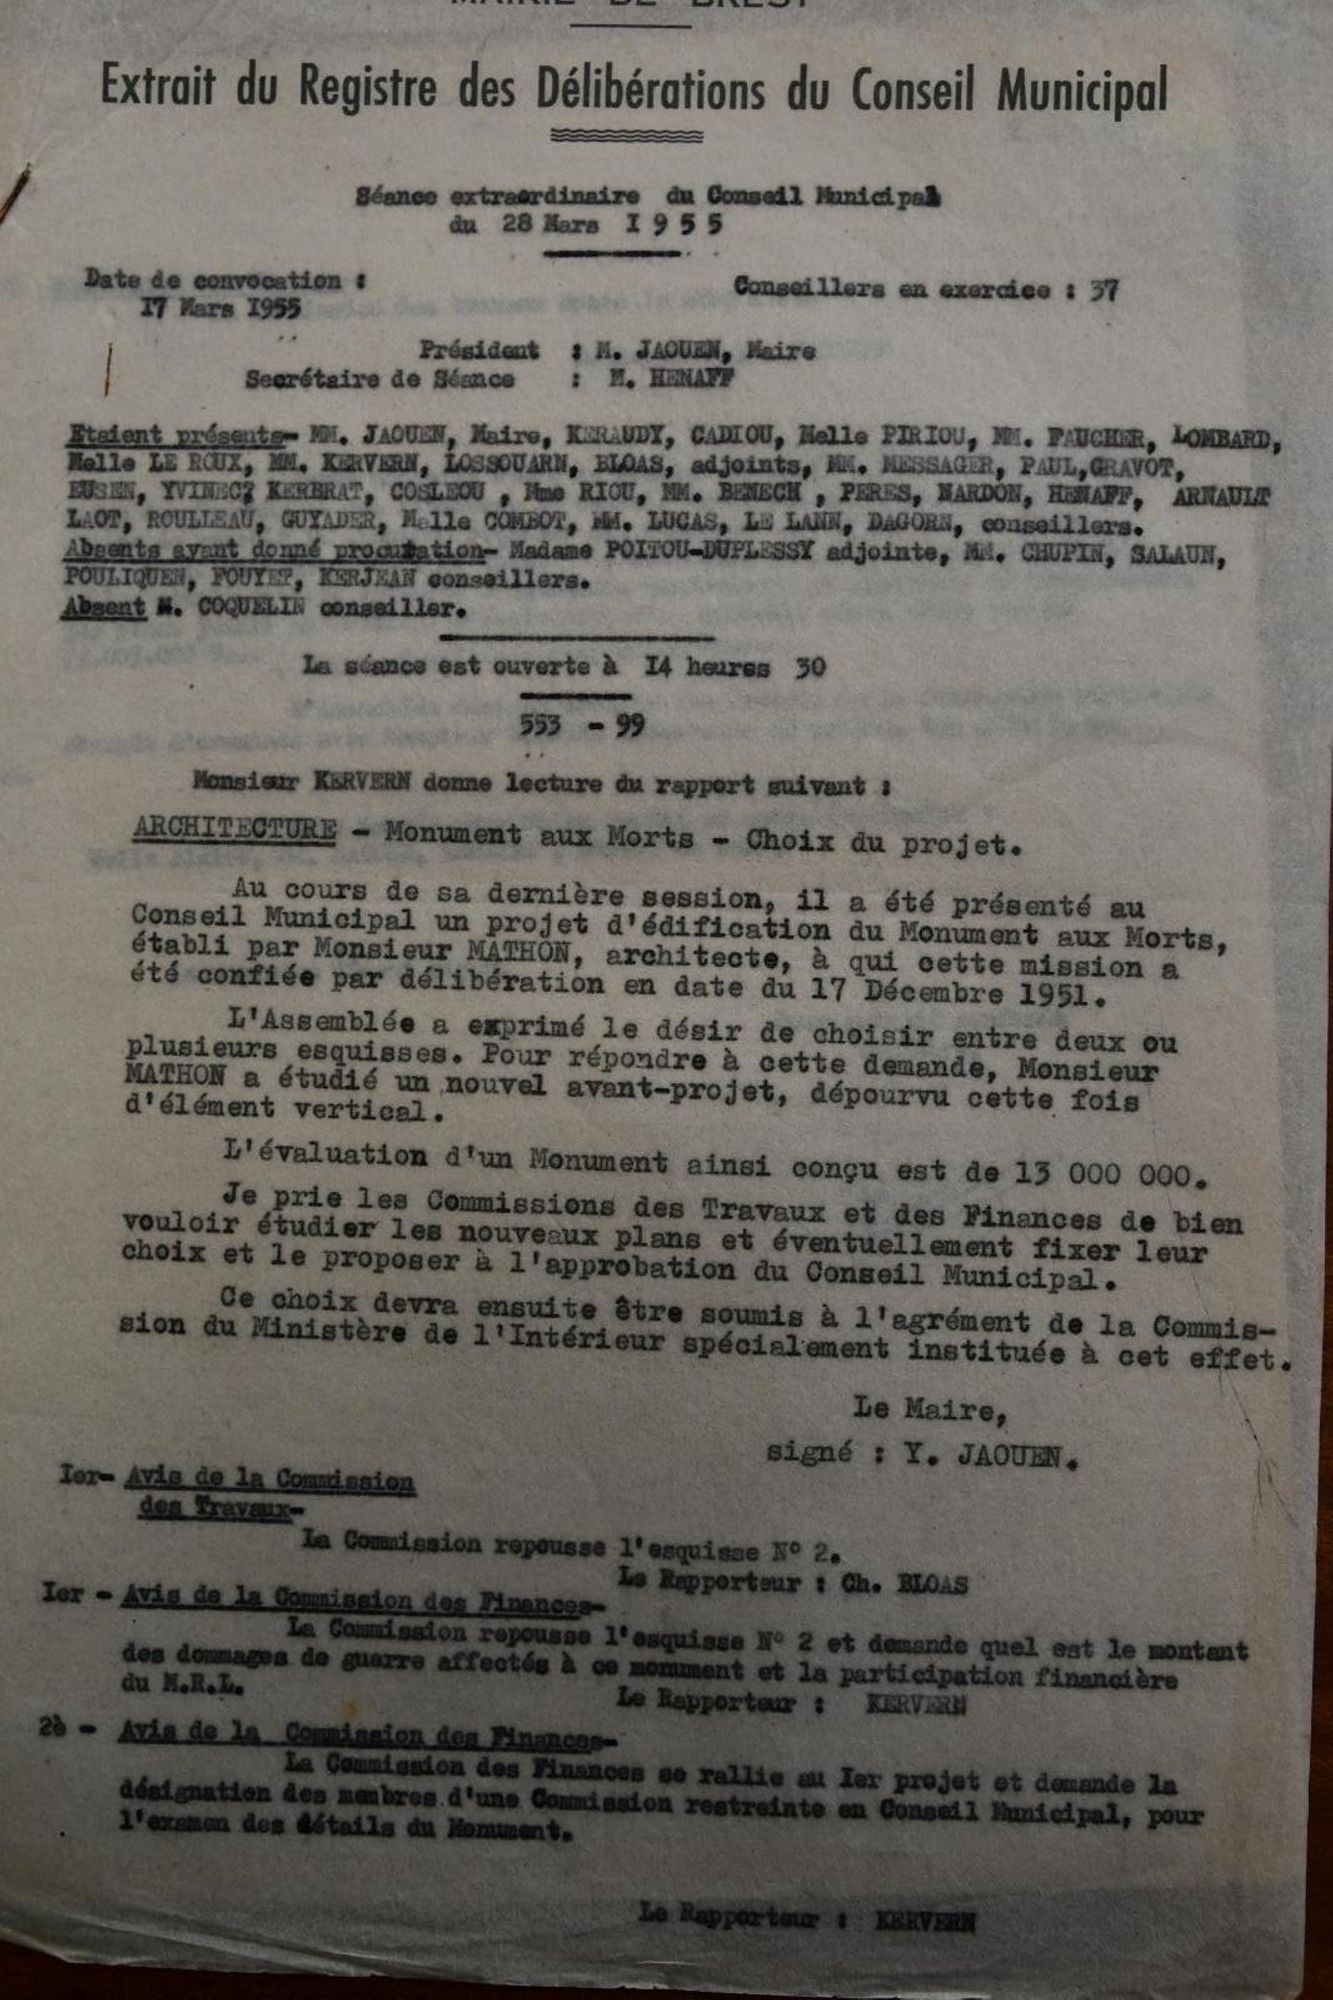 MAIRIE DE BREST
Extrait du Registre des Délibérations du Conseil Municipal
Séance extraordinaire du Conseil Municipal
du 28 Mars I 9 5 5
Date de convocation :
Conseillers en exercice : 37
I7 Mars I955
Président : M. JAOUEN, Maire
Secrétaire de Séance : M. HENAFF
Etaient présents- MM. JAOUEN, Maire, KERAUDY, CADIOU, Melle PIRIOU, MM. FAUCHER, LOMBARD,
Melle LE ROUX, MM. KERVERN, LOSSOUARN, BLOAS, adjoints, MM. MESSAGER, PAUL,GRAVOT,
EUSEN, YVINEC, KERBRAT, COSLEOU , Mme RIOU, MM. BENECH , PERES, NARDON, HENAFF, ARNAULT
LAOT, ROULLEAU, GUYADER, Melle COMBOT, MM. LUCAS, LE LANN, DAGORN, conseillers.
Absents ayant donné procuration- Madame POITOU-DUPLESSY adjointe, MM. CHUPIN, SALAUN,
POULIQUEN, FOUYET, KERJEAN conseillers.
Absent M. COQUELIN conseiller.
La séance est ouverte à I4 heures 30
553 - 99
Monsieur KERVERN donne lecture du rapport suivant :
ARCHITECTURE - Monument aux Morts - Choix du projet.
Au cours de sa dernière session, il a été présenté au
Conseil Municipal un projet d'édification du Monument aux Morts,
établi par Monsieur MATHON, architecte, à qui cette mission a
été confiée par délibération en date du 17 Décembre 1951.
L'Assemblée a exprimé le désir de choisir entre deux ou
plusieurs esquisses. Pour répondre à cette demande, Monsieur
MATHON a étudié un nouvel avant-projet, dépourvu cette fois
d'élément vertical.
L'évaluation d'un Monument ainsi conçu est de 13 000 000.
Je prie les Commissions des Travaux et des Finances de bien
vouloir étudier les nouveaux plans et éventuellement fixer leur
choix et le proposer à l'approbation du Conseil Municipal.
Ce choix devra ensuite être soumis à l'agrément de la Commis-
sion du Ministère de l'Intérieur spécialement instituée à cet effet.
Le Maire,
signé : Y. JAOUEN.
Ier- Avis de la Commission
des Travaux-
La Commission repousse l'esquisse N° 2.
Le Rapporteur : Ch. BLOAS
Ier - Avis de la Commission des Finances-
La Commission repousse l'esquisse N° 2 et demande quel est le montant
des dommages de guerre affectés à ce monument et la participation financière
du M.R.L.
Le Rapporteur : KERVERN
2è - Avis de la Commission des Finances-
La Commission des Finances se rallie au Ier projet et demande la
désignation des membres d'une Commission restreinte en Conseil Municipal, pour
l'examen des détails du Monument.
Le Rapporteur : KERVERN